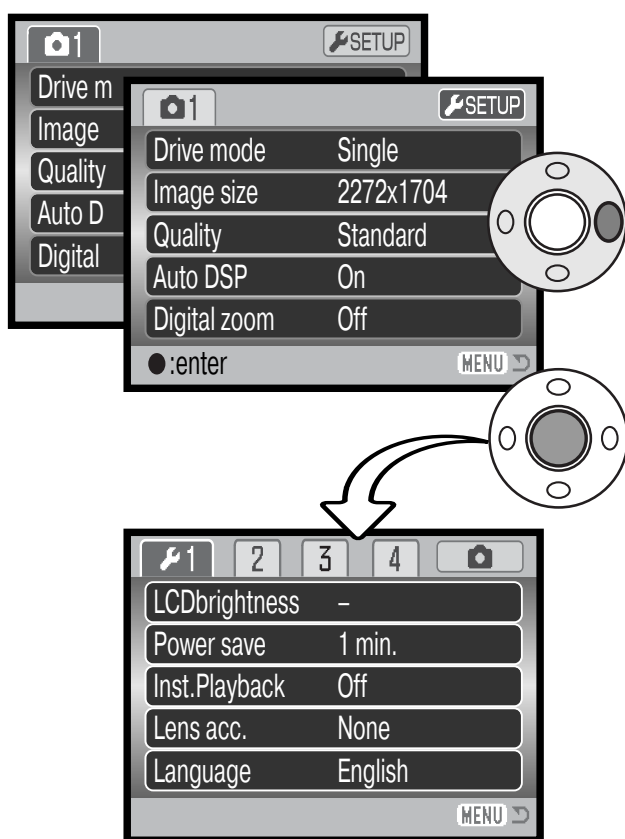 1 SETUP
Drive m
Image
Quality
Auto D
Digital
1 SETUP
Drive mode Single
Image size 2272x1704
Quality Standard
Auto DSP On
Digital zoom Off
:enter MENU
1 2 3 4
LCDbrightness –
Power save 1 min.
Inst.Playback Off
Lens acc. None
Language English
MENU